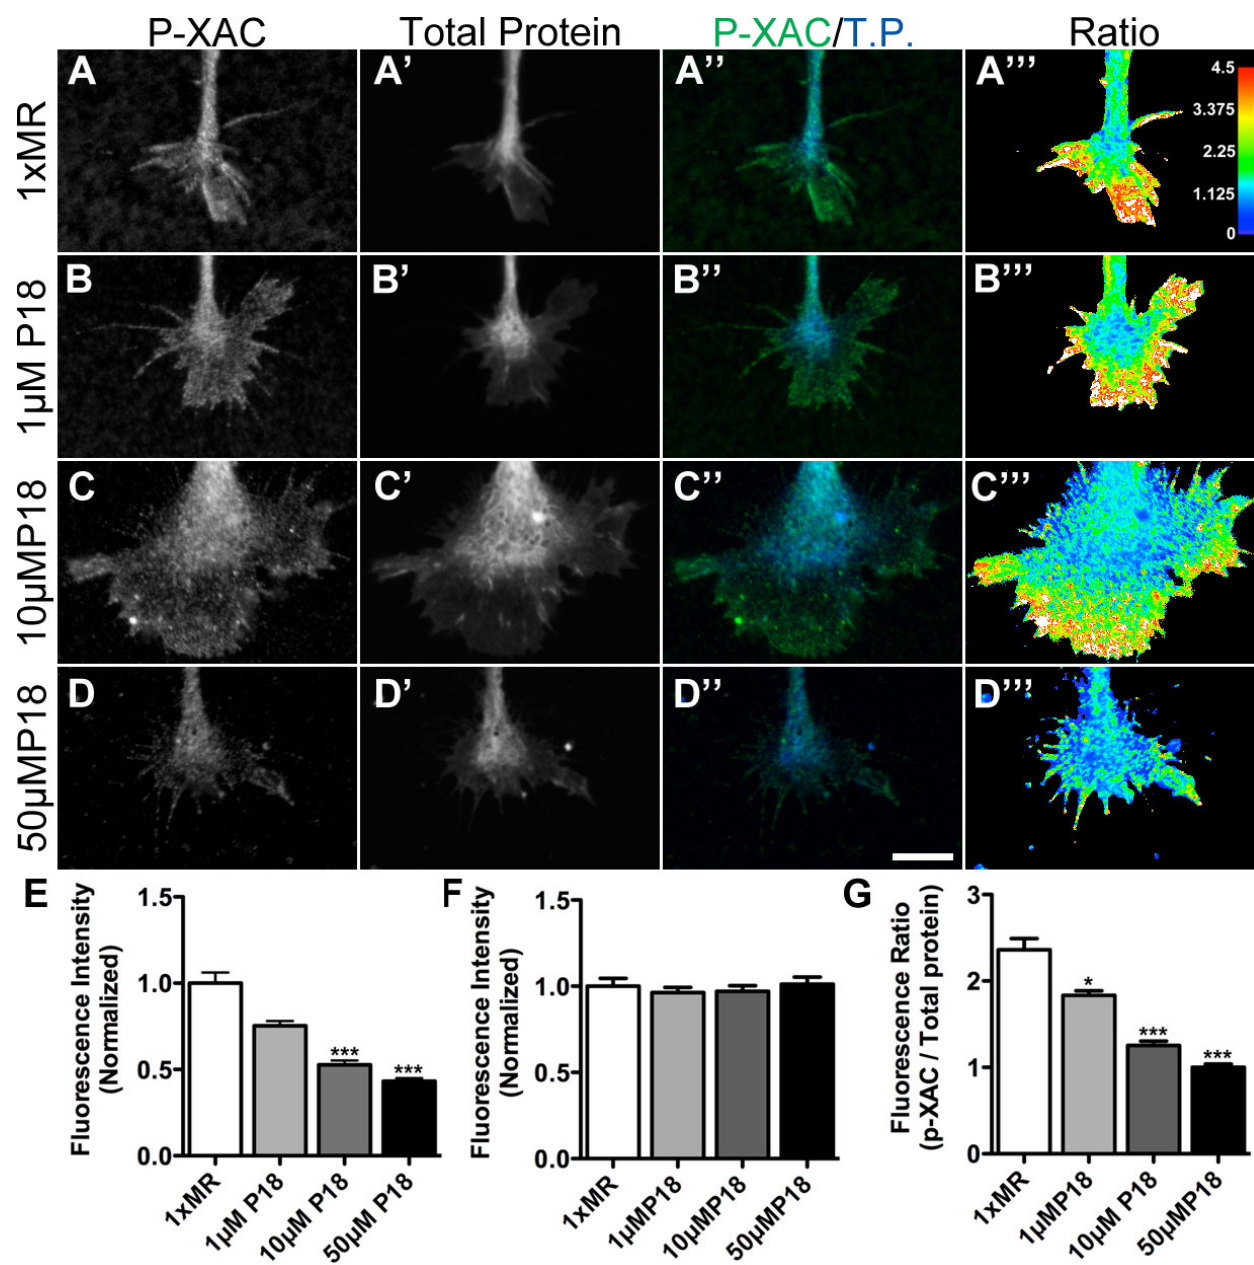 P-XAC Total Protein P-XAC/T.P. Ratio
1xMR
A A’ A’’ A’’’
4.5
3.375
2.25
1.125
0
1µM P18
B B’ B’’ B’’’
10µMP18
C C’ C’’ C’’’
50µMP18
D D’ D’’ D’’’
E
Fluorescence Intensity
(Normalized)
1.5
1.0
0.5
0.0
***
***
1xMR
1µM P18
10µM P18
50µM P18
F
Fluorescence Intensity
(Normalized)
1.5
1.0
0.5
0.0
1xMR
1µMP18
10µMP18
50µMP18
G
Fluorescence Ratio
(p-XAC / Total protein)
3
2
1
0
*
***
***
1xMR
1µMP18
10µM P18
50µMP18